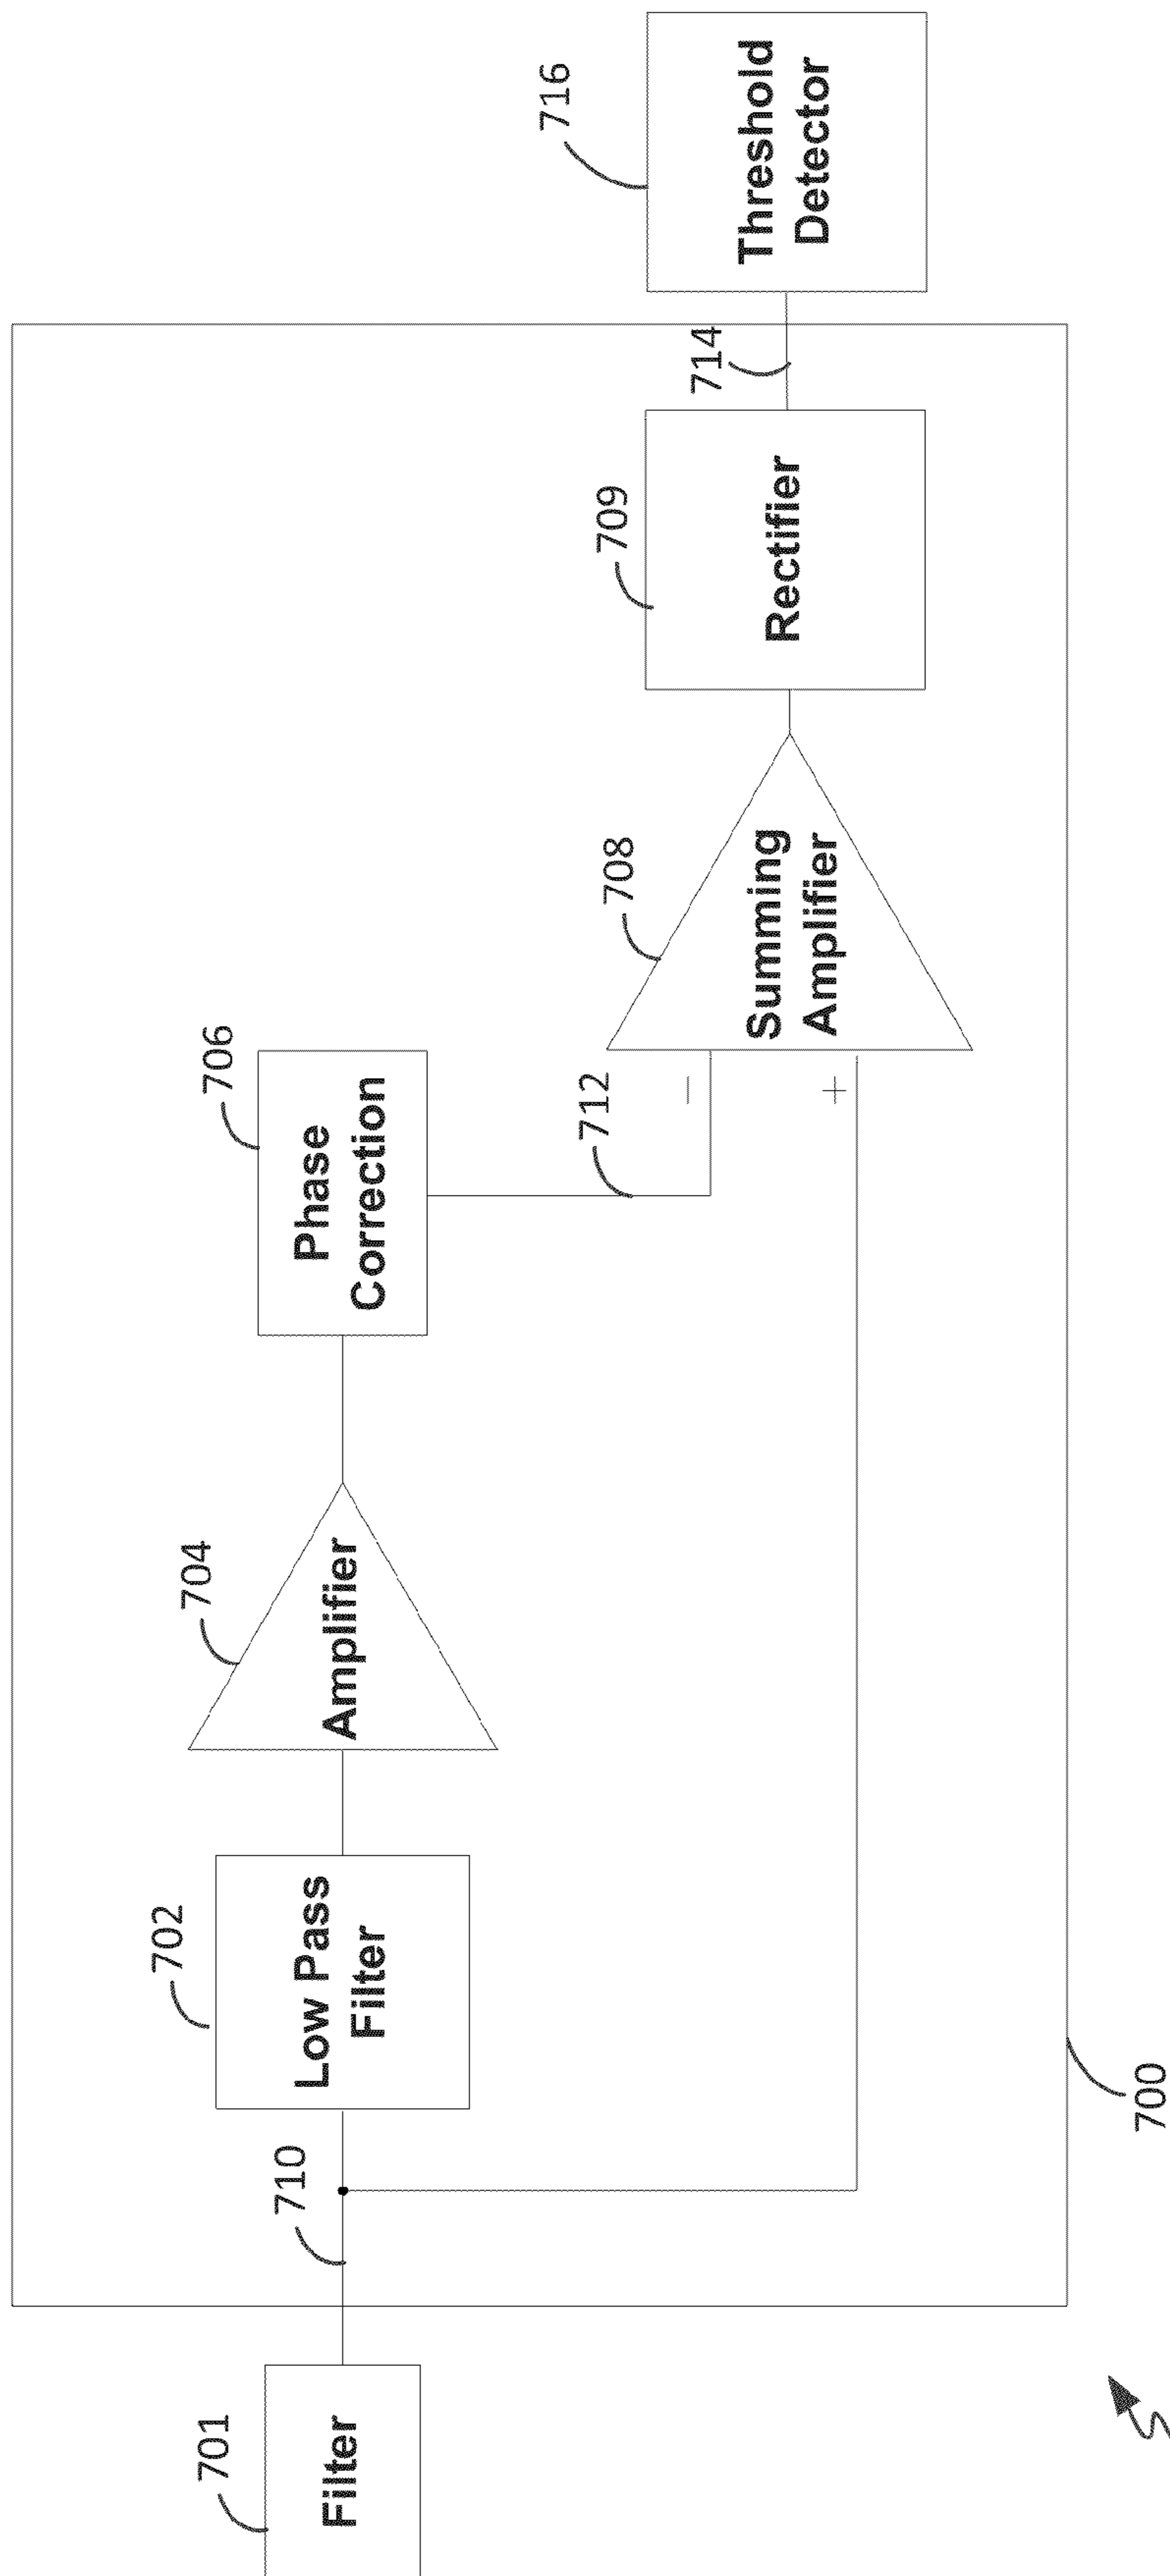 701
Filter
710
702
Low Pass
Filter
704
Amplifier
706
Phase
Correction
712
−
+
708
Summing
Amplifier
709
Rectifier
714
716
Threshold
Detector
700